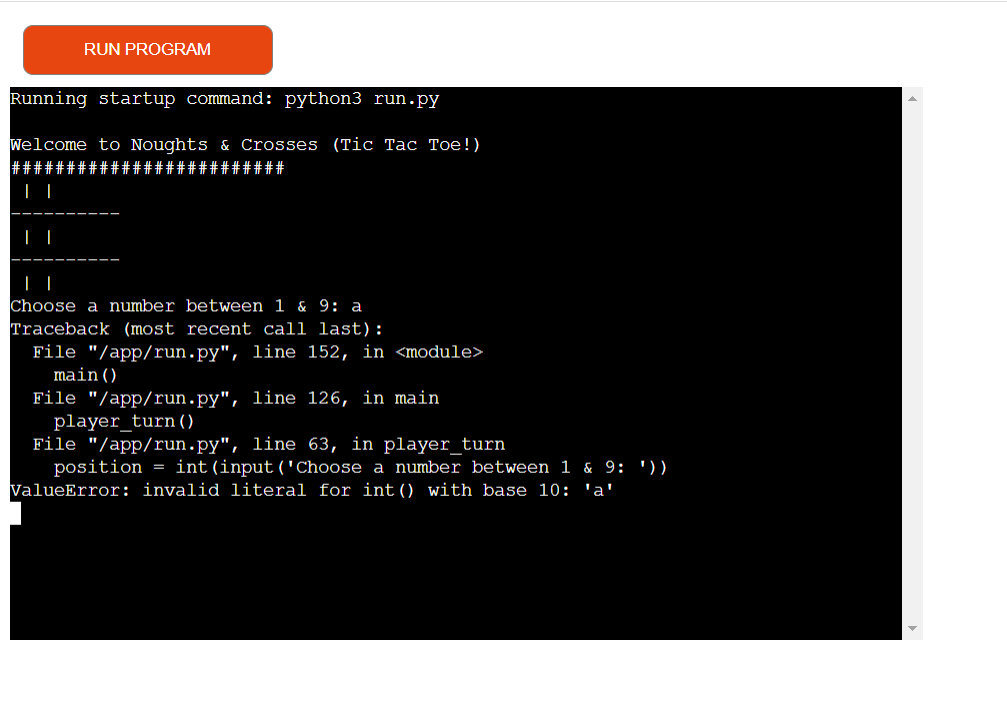 RUN PROGRAM
Running startup command: python3 run.py
Welcome to Noughts & Crosses (Tic Tac Toe!)
#########################
 | |
----------
 | |
----------
 | |
Choose a number between 1 & 9: a
Traceback (most recent call last):
  File "/app/run.py", line 152, in <module>
    main()
  File "/app/run.py", line 126, in main
    player_turn()
  File "/app/run.py", line 63, in player_turn
    position = int(input('Choose a number between 1 & 9: '))
ValueError: invalid literal for int() with base 10: 'a'